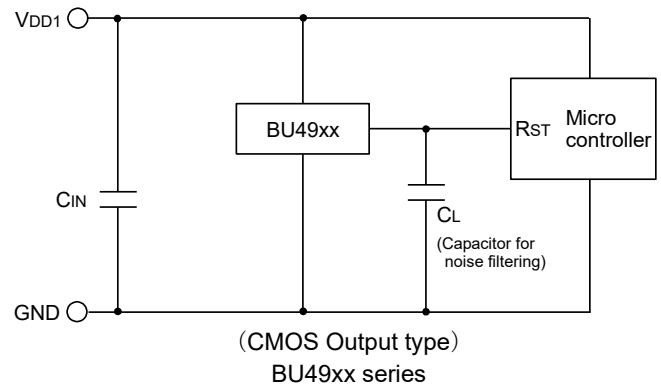 VDD1
BU49xx
RST
Micro
controller
CIN
CL
(Capacitor for
noise filtering)
GND
（CMOS Output type）
BU49xx series